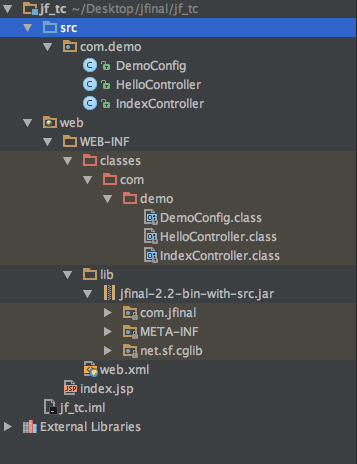 jf_tc ~/Desktop/jfinal/jf_tc
src
com.demo
DemoConfig
HelloController
IndexController
web
WEB-INF
classes
com
demo
DemoConfig.class
HelloController.class
IndexController.class
lib
jfinal-2.2-bin-with-src.jar
com.jfinal
META-INF
net.sf.cglib
web.xml
index.jsp
jf_tc.iml
External Libraries